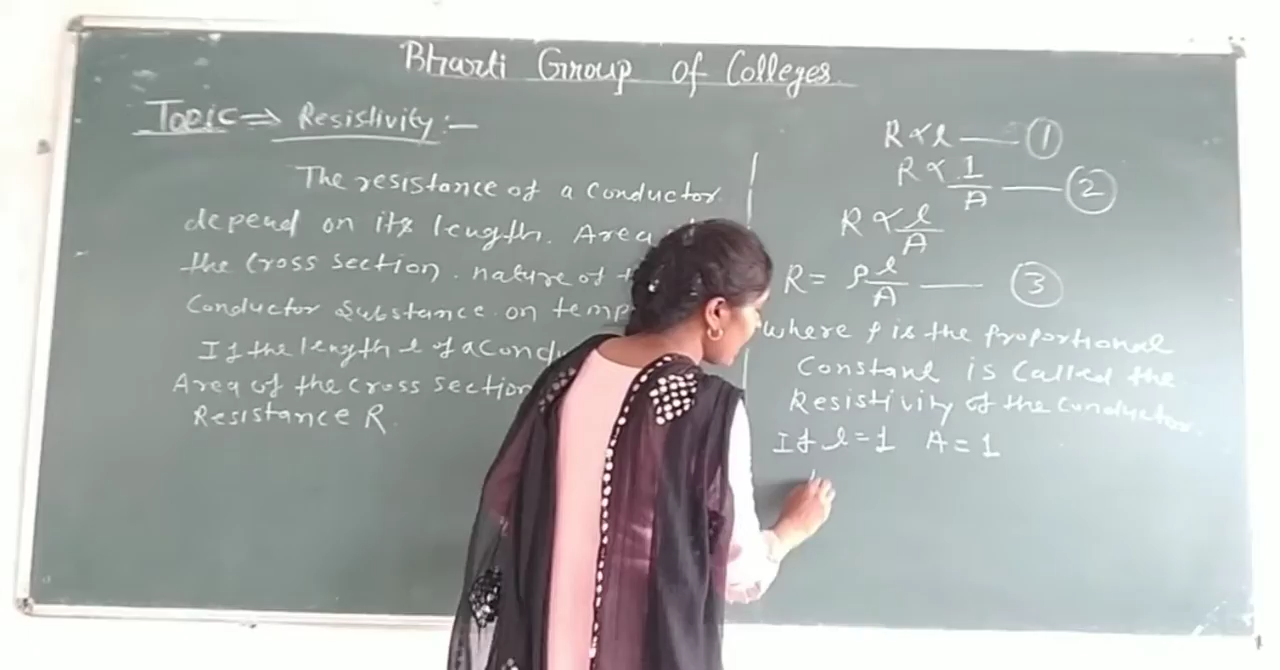 Bharti Group of Colleges
Topic ⇒ Resistivity :-
The resistance of a Conductor
depend on its length. Area
the Cross section. nature of
Conductor Substance. on temp
If the length l of a Cond
Area of the cross section
Resistance R.
R ∝ l —— ①
R ∝ 1/A —— ②
R ∝ l/A
R = ρ l/A —— ③
where ρ is the proportional
Constant is Called the
Resistivity of the Conductor.
If l = 1 A = 1